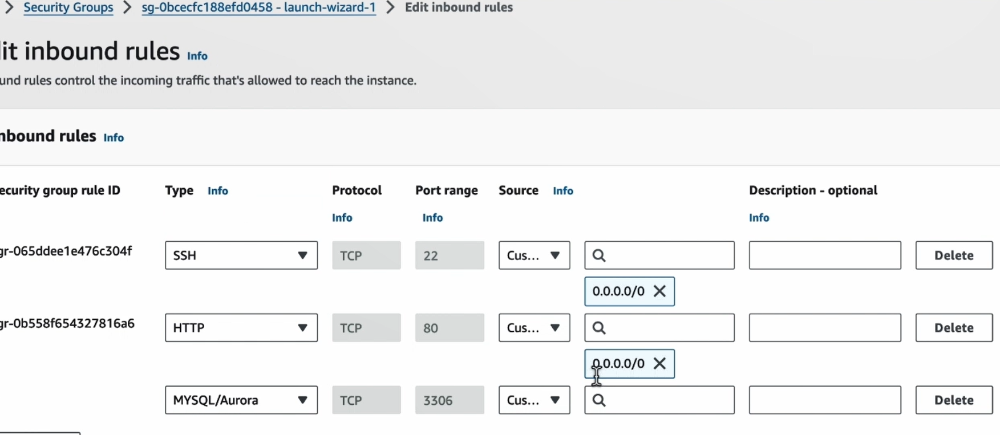 Security Groups > sg-0bcecfc188efd0458 - launch-wizard-1 > Edit inbound rules
it inbound rules Info
und rules control the incoming traffic that's allowed to reach the instance.
nbound rules Info
ecurity group rule ID Type Info Protocol Port range Source Info Description - optional
Info Info Info
gr-065ddee1e476c304f SSH TCP 22 Cus... Delete
0.0.0.0/0
gr-0b558f654327816a6 HTTP TCP 80 Cus... Delete
0.0.0.0/0
MYSQL/Aurora TCP 3306 Cus... Delete